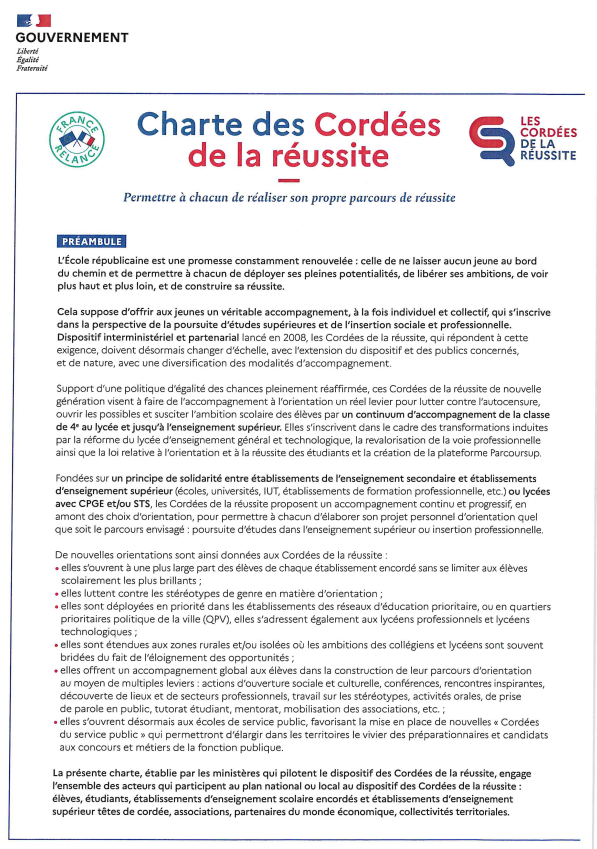 GOUVERNEMENT
Liberté
Égalité
Fraternité
FRANCE
RELANCE
Charte des Cordées
de la réussite
LES
CORDÉES
DE LA
RÉUSSITE
Permettre à chacun de réaliser son propre parcours de réussite
PRÉAMBULE
L'École républicaine est une promesse constamment renouvelée : celle de ne laisser aucun jeune au bord
du chemin et de permettre à chacun de déployer ses pleines potentialités, de libérer ses ambitions, de voir
plus haut et plus loin, et de construire sa réussite.
Cela suppose d'offrir aux jeunes un véritable accompagnement, à la fois individuel et collectif, qui s'inscrive
dans la perspective de la poursuite d'études supérieures et de l'insertion sociale et professionnelle.
Dispositif interministériel et partenarial lancé en 2008, les Cordées de la réussite, qui répondent à cette
exigence, doivent désormais changer d'échelle, avec l'extension du dispositif et des publics concernés,
et de nature, avec une diversification des modalités d'accompagnement.
Support d'une politique d'égalité des chances pleinement réaffirmée, ces Cordées de la réussite de nouvelle
génération visent à faire de l'accompagnement à l'orientation un réel levier pour lutter contre l'autocensure,
ouvrir les possibles et susciter l'ambition scolaire des élèves par un continuum d'accompagnement de la classe
de 4e au lycée et jusqu'à l'enseignement supérieur. Elles s'inscrivent dans le cadre des transformations induites
par la réforme du lycée d'enseignement général et technologique, la revalorisation de la voie professionnelle
ainsi que la loi relative à l'orientation et à la réussite des étudiants et la création de la plateforme Parcoursup.
Fondées sur un principe de solidarité entre établissements de l'enseignement secondaire et établissements
d'enseignement supérieur (écoles, universités, IUT, établissements de formation professionnelle, etc.) ou lycées
avec CPGE et/ou STS, les Cordées de la réussite proposent un accompagnement continu et progressif, en
amont des choix d'orientation, pour permettre à chacun d'élaborer son projet personnel d'orientation quel
que soit le parcours envisagé : poursuite d'études dans l'enseignement supérieur ou insertion professionnelle.
De nouvelles orientations sont ainsi données aux Cordées de la réussite :
• elles s'ouvrent à une plus large part des élèves de chaque établissement encordé sans se limiter aux élèves
scolairement les plus brillants ;
• elles luttent contre les stéréotypes de genre en matière d'orientation ;
• elles sont déployées en priorité dans les établissements des réseaux d'éducation prioritaire, ou en quartiers
prioritaires politique de la ville (QPV), elles s'adressent également aux lycéens professionnels et lycéens
technologiques ;
• elles sont étendues aux zones rurales et/ou isolées où les ambitions des collégiens et lycéens sont souvent
bridées du fait de l'éloignement des opportunités ;
• elles offrent un accompagnement global aux élèves dans la construction de leur parcours d'orientation
au moyen de multiples leviers : actions d'ouverture sociale et culturelle, conférences, rencontres inspirantes,
découverte de lieux et de secteurs professionnels, travail sur les stéréotypes, activités orales, de prise
de parole en public, tutorat étudiant, mentorat, mobilisation des associations, etc. ;
• elles s'ouvrent désormais aux écoles de service public, favorisant la mise en place de nouvelles « Cordées
du service public » qui permettront d'élargir dans les territoires le vivier des préparationnaires et candidats
aux concours et métiers de la fonction publique.
La présente charte, établie par les ministères qui pilotent le dispositif des Cordées de la réussite, engage
l'ensemble des acteurs qui participent au plan national ou local au dispositif des Cordées de la réussite :
élèves, étudiants, établissements d'enseignement scolaire encordés et établissements d'enseignement
supérieur têtes de cordée, associations, partenaires du monde économique, collectivités territoriales.